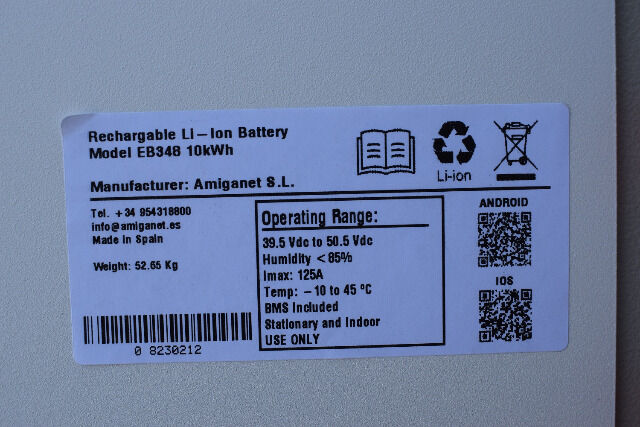 Rechargable Li-Ion Battery
Model EB348 10kWh
Manufacturer: Amiganet S.L.
Li-ion
Tel. +34 954318800
info@amiganet.es
Made in Spain
Weight: 52.65 Kg
0 8230212
Operating Range:
39.5 Vdc to 50.5 Vdc
Humidity <85%
Imax: 125A
Temp: -10 to 45 ºC
BMS Included
Stationary and Indoor
USE ONLY
ANDROID
IOS